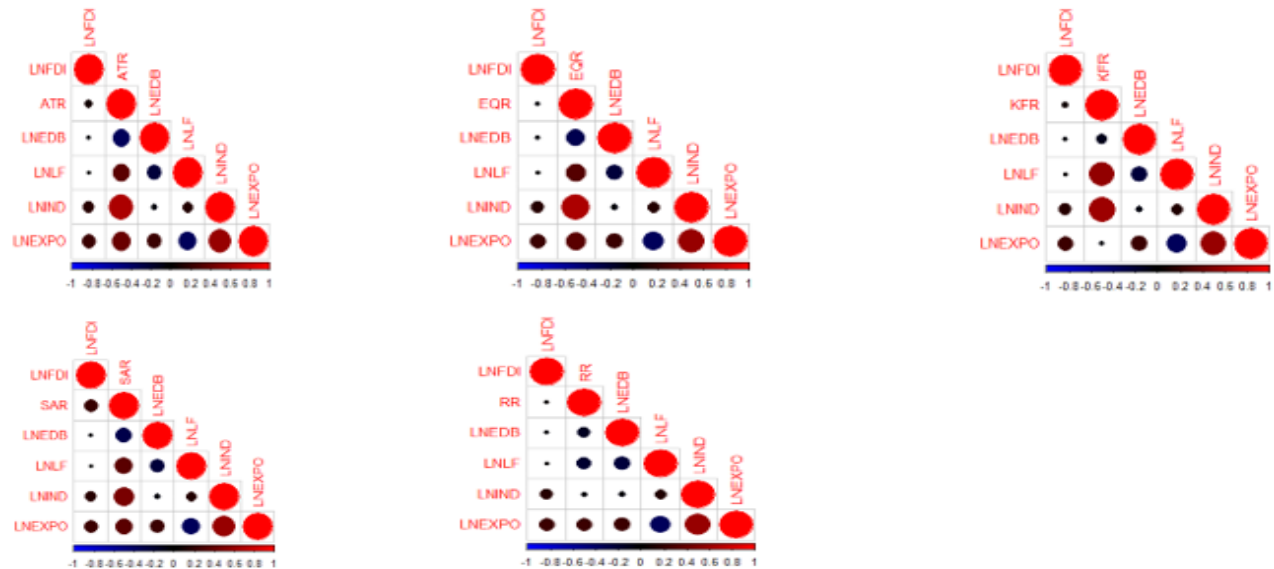 LNFDI
LNFDI ATR
ATR LNEDB
LNEDB LNLF
LNLF LNIND
LNIND LNEXPO
LNEXPO
-1 -0.8 -0.6 -0.4 -0.2 0 0.2 0.4 0.6 0.8 1
LNFDI
LNFDI EQR
EQR LNEDB
LNEDB LNLF
LNLF LNIND
LNIND LNEXPO
LNEXPO
-1 -0.8 -0.6 -0.4 -0.2 0 0.2 0.4 0.6 0.8 1
LNFDI
LNFDI KFR
KFR LNEDB
LNEDB LNLF
LNLF LNIND
LNIND LNEXPO
LNEXPO
-1 -0.8 -0.6 -0.4 -0.2 0 0.2 0.4 0.6 0.8 1
LNFDI
LNFDI SAR
SAR LNEDB
LNEDB LNLF
LNLF LNIND
LNIND LNEXPO
LNEXPO
-1 -0.8 -0.6 -0.4 -0.2 0 0.2 0.4 0.6 0.8 1
LNFDI
LNFDI RR
RR LNEDB
LNEDB LNLF
LNLF LNIND
LNIND LNEXPO
LNEXPO
-1 -0.8 -0.6 -0.4 -0.2 0 0.2 0.4 0.6 0.8 1